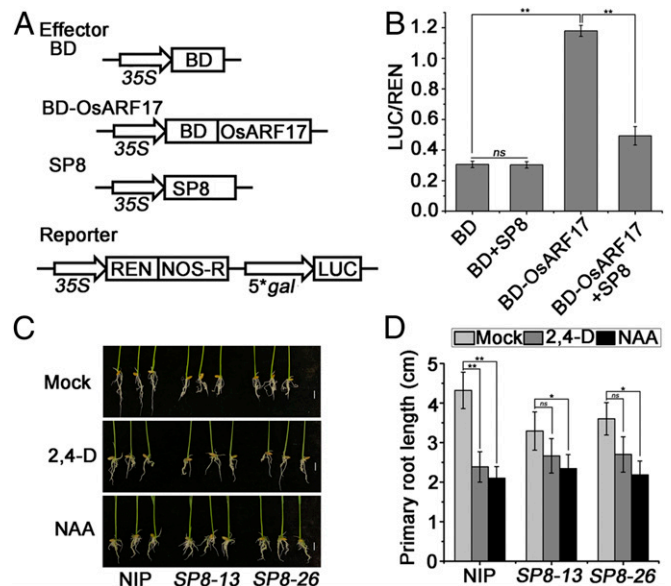 A
Effector
BD
35S
BD
BD-OsARF17
35S
BD OsARF17
SP8
35S
SP8
Reporter
35S
REN NOS-R
5*gal
LUC
B
LUC/REN
1.2
1.0
0.8
0.6
0.4
0.2
0.0
ns
**
**
BD
BD+SP8
BD-OsARF17
BD-OsARF17
+SP8
C
Mock
2,4-D
NAA
NIP SP8-13 SP8-26
D
Mock 2,4-D NAA
Primary root length (cm)
5
4
3
2
1
0
**
**
ns
*
ns
*
NIP SP8-13 SP8-26